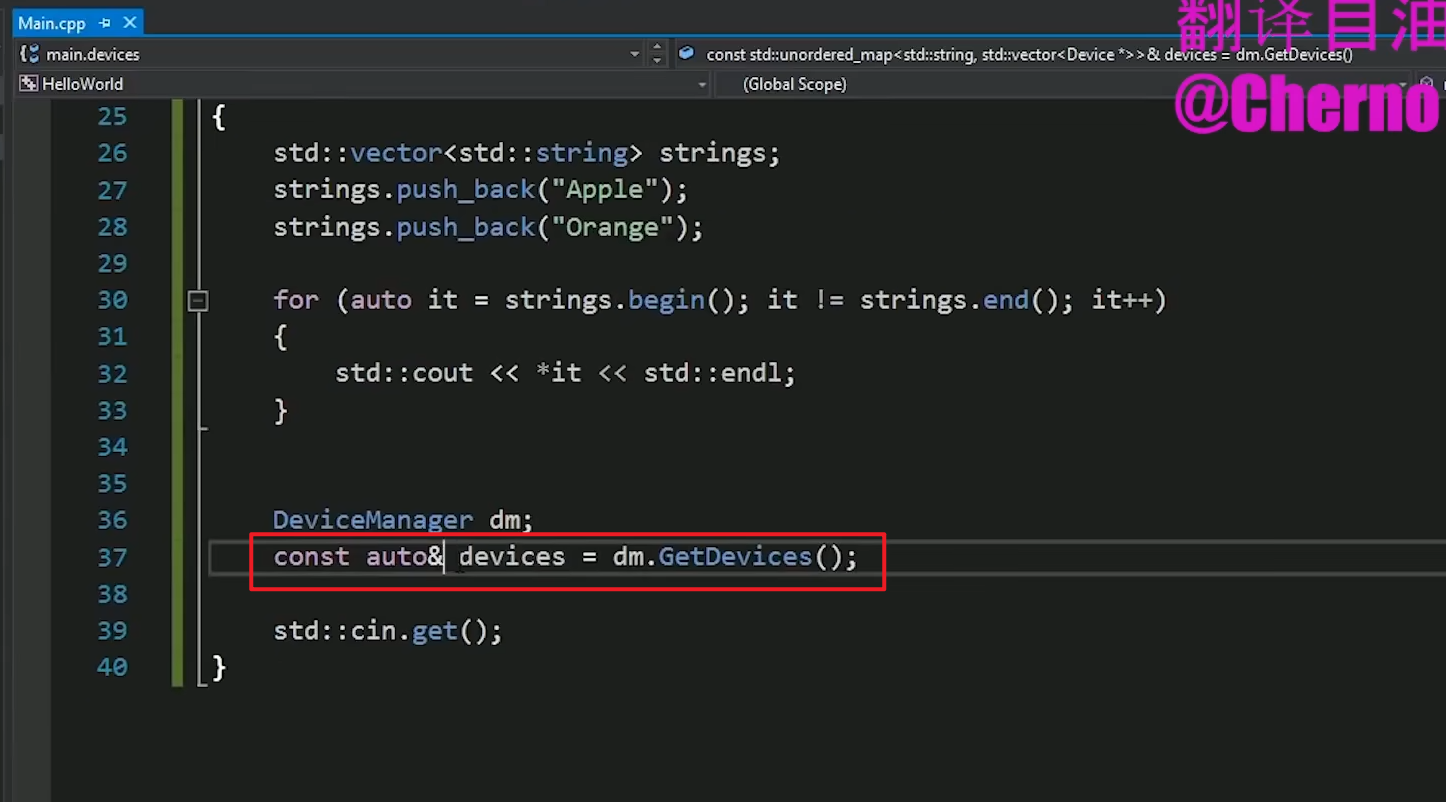 Main.cpp
翻译自油
main.devices
const std::unordered_map<std::string, std::vector<Device *>>& devices = dm.GetDevices()
HelloWorld
(Global Scope)
@Cherno
25 {
26 std::vector<std::string> strings;
27 strings.push_back("Apple");
28 strings.push_back("Orange");
29
30 for (auto it = strings.begin(); it != strings.end(); it++)
31 {
32 std::cout << *it << std::endl;
33 }
34
35
36 DeviceManager dm;
37 const auto& devices = dm.GetDevices();
38
39 std::cin.get();
40 }